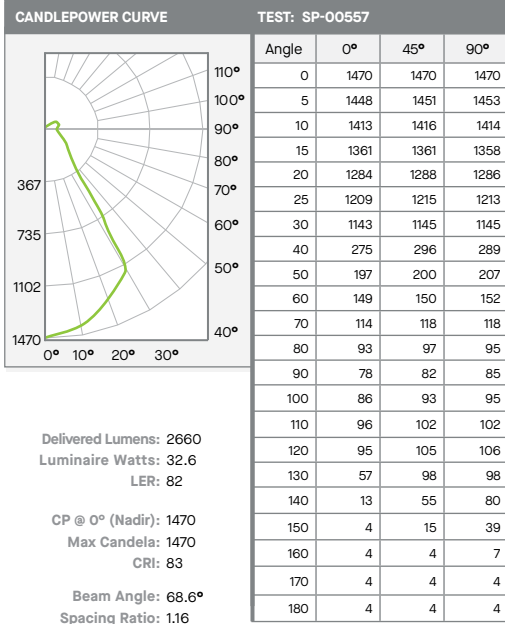 CANDLEPOWER CURVE
110°
100°
90°
80°
70°
60°
50°
40°
367
735
1102
1470
0° 10° 20° 30°
Delivered Lumens: 2660
Luminaire Watts: 32.6
LER: 82
CP @ 0° (Nadir): 1470
Max Candela: 1470
CRI: 83
Beam Angle: 68.6°
Spacing Ratio: 1.16
TEST: SP-00557
Angle 0° 45° 90°
0 1470 1470 1470
5 1448 1451 1453
10 1413 1416 1414
15 1361 1361 1358
20 1284 1288 1286
25 1209 1215 1213
30 1143 1145 1145
40 275 296 289
50 197 200 207
60 149 150 152
70 114 118 118
80 93 97 95
90 78 82 85
100 86 93 95
110 96 102 102
120 95 105 106
130 57 98 98
140 13 55 80
150 4 15 39
160 4 4 7
170 4 4 4
180 4 4 4